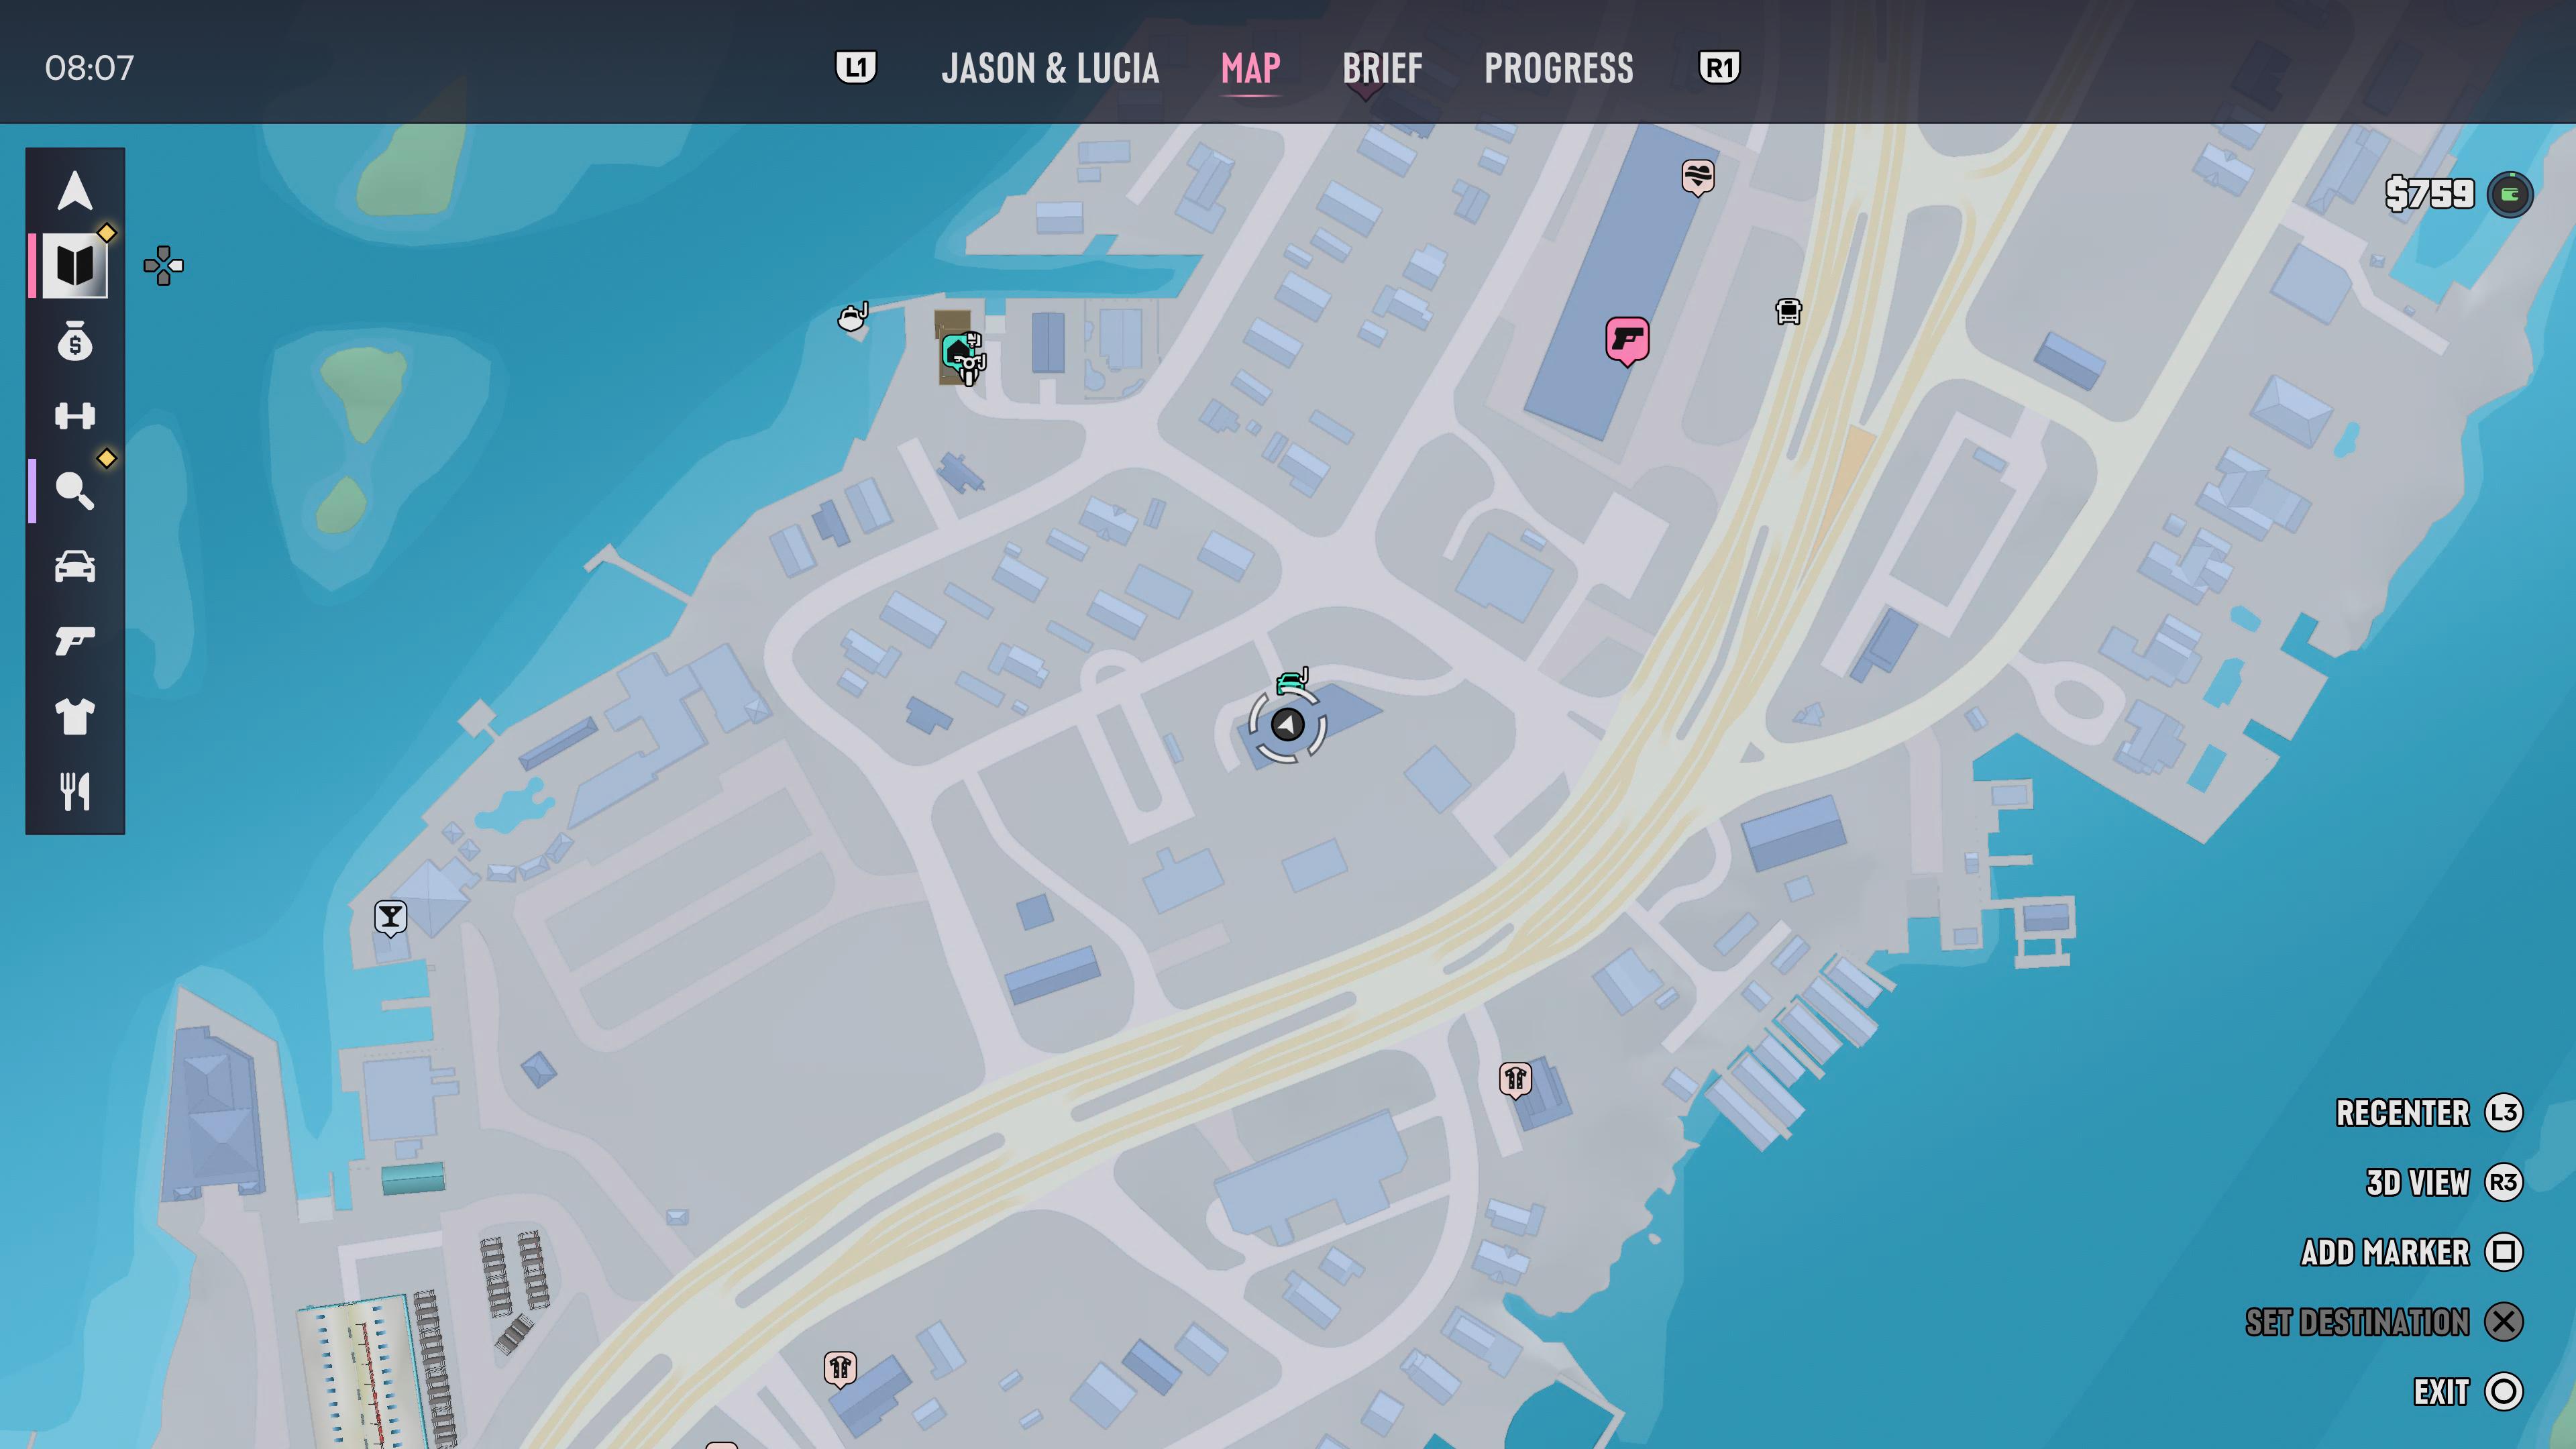 08:07
L1 JASON & LUCIA MAP BRIEF PROGRESS R1
$759
RECENTER L3
3D VIEW R3
ADD MARKER
SET DESTINATION
EXIT